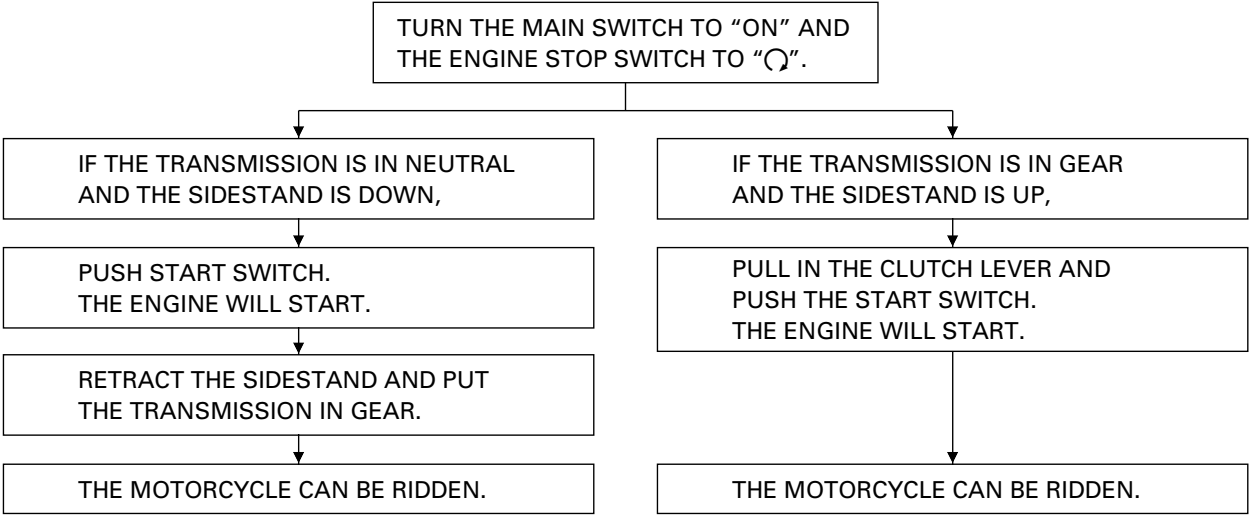 TURN THE MAIN SWITCH TO “ON” AND
THE ENGINE STOP SWITCH TO “”.
IF THE TRANSMISSION IS IN NEUTRAL
AND THE SIDESTAND IS DOWN,
PUSH START SWITCH.
THE ENGINE WILL START.
RETRACT THE SIDESTAND AND PUT
THE TRANSMISSION IN GEAR.
THE MOTORCYCLE CAN BE RIDDEN.
IF THE TRANSMISSION IS IN GEAR
AND THE SIDESTAND IS UP,
PULL IN THE CLUTCH LEVER AND
PUSH THE START SWITCH.
THE ENGINE WILL START.
THE MOTORCYCLE CAN BE RIDDEN.